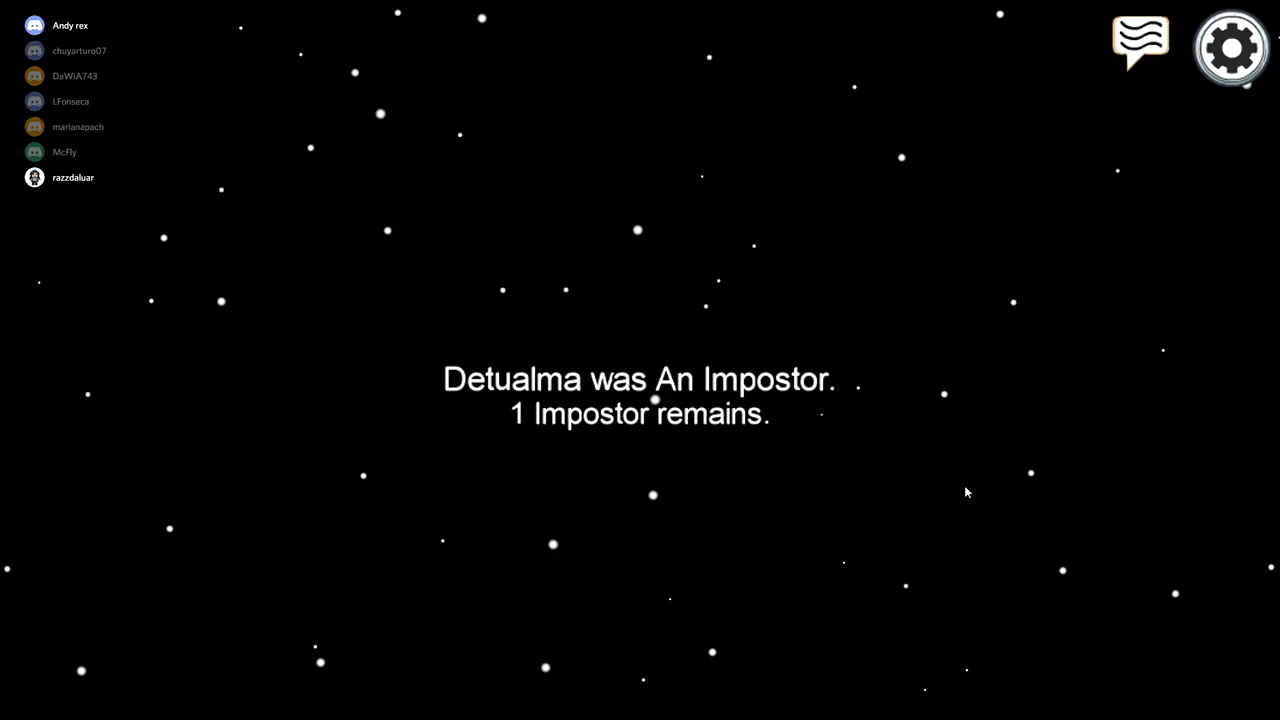 Andy rex
chuyarturo07
DaWiA743
LFonseca
marianapach
McFly
razzdaluar
Detualma was An Impostor.
1 Impostor remains.